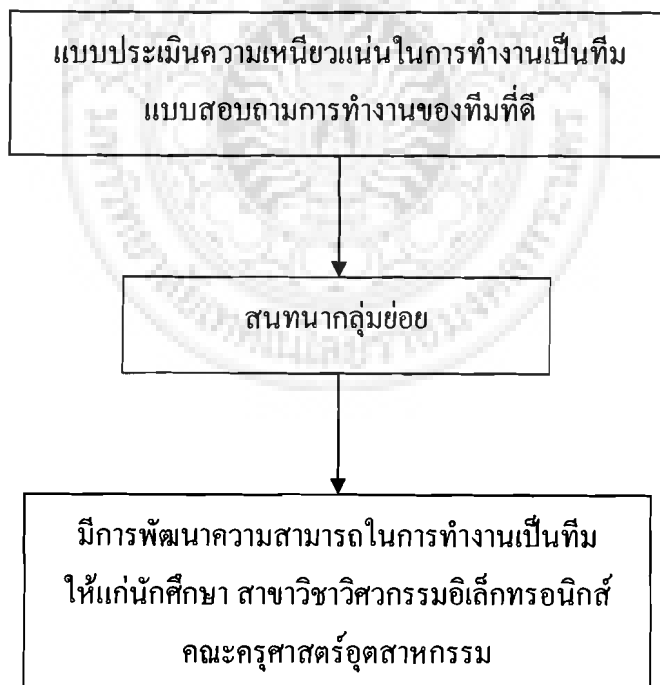 แบบประเมินความเหนียวแน่นในการทำงานเป็นทีม
แบบสอบถามการทำงานของทีมที่ดี
สนทนากลุ่มย่อย
มีการพัฒนาความสามารถในการทำงานเป็นทีม
ให้แก่นักศึกษา สาขาวิชาวิศวกรรมอิเล็กทรอนิกส์
คณะครุศาสตร์อุตสาหกรรม